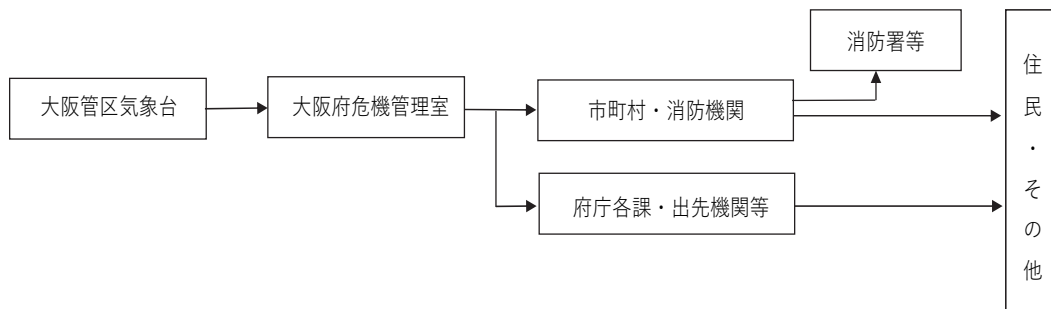 消防署等
大阪管区気象台
大阪府危機管理室
市町村・消防機関
府庁各課・出先機関等
住民・その他